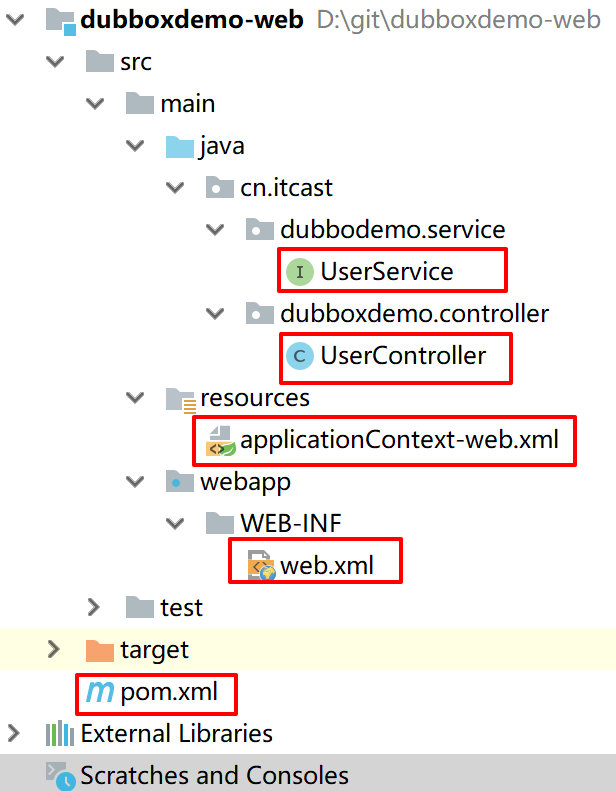 dubboxdemo-web D:\git\dubboxdemo-web
src
main
java
cn.itcast
dubbodemo.service
I UserService
dubboxdemo.controller
C UserController
resources
applicationContext-web.xml
webapp
WEB-INF
web.xml
test
target
m pom.xml
External Libraries
Scratches and Consoles